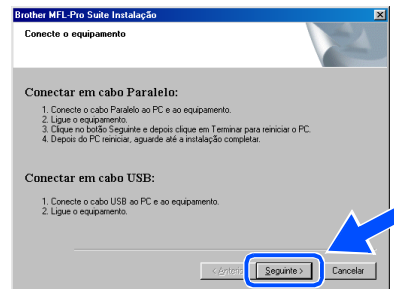 Brother MFL-Pro Suite Instalação
Conecte o equipamento
Conectar em cabo Paralelo:
1. Conecte o cabo Paralelo ao PC e ao equipamento.
2. Ligue o equipamento.
3. Clique no botão Seguinte e depois clique em Terminar para reiniciar o PC.
4. Depois do PC reiniciar, aguarde até a instalação completar.
Conectar em cabo USB:
1. Conecte o cabo USB ao PC e ao equipamento.
2. Ligue o equipamento.
Seguinte > Cancelar